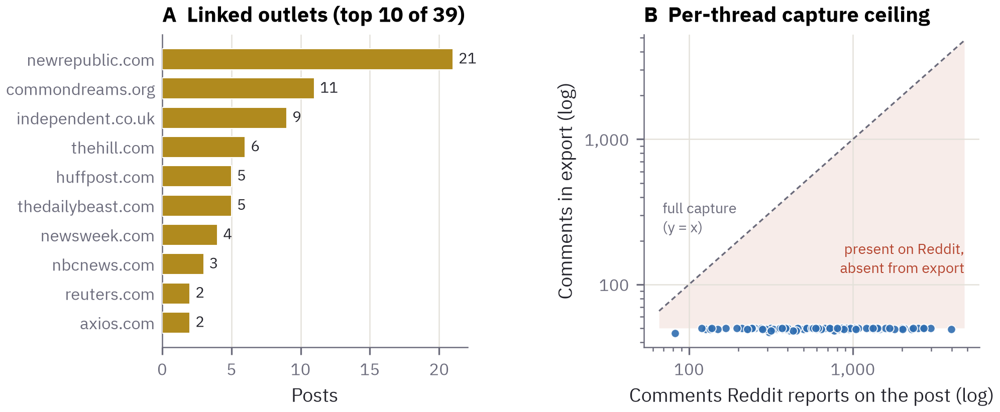 A Linked outlets (top 10 of 39)
newrepublic.com 21
commondreams.org 11
independent.co.uk 9
thehill.com 6
huffpost.com 5
thedailybeast.com 5
newsweek.com 4
nbcnews.com 3
reuters.com 2
axios.com 2
0 5 10 15 20
Posts
B Per-thread capture ceiling
Comments in export (log)
1,000
100
full capture
(y = x)
present on Reddit,
absent from export
100 1,000
Comments Reddit reports on the post (log)